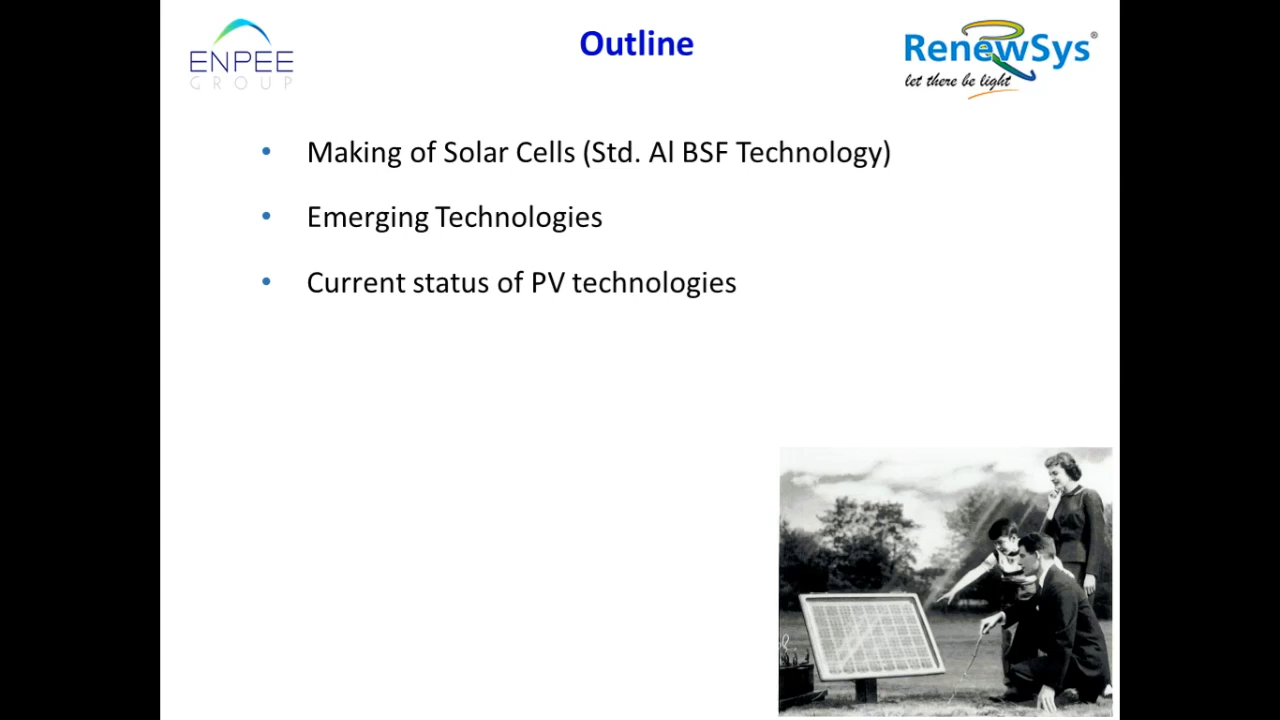 ENPEE
GROUP
Outline
RenewSys®
let there be light
• Making of Solar Cells (Std. Al BSF Technology)
• Emerging Technologies
• Current status of PV technologies